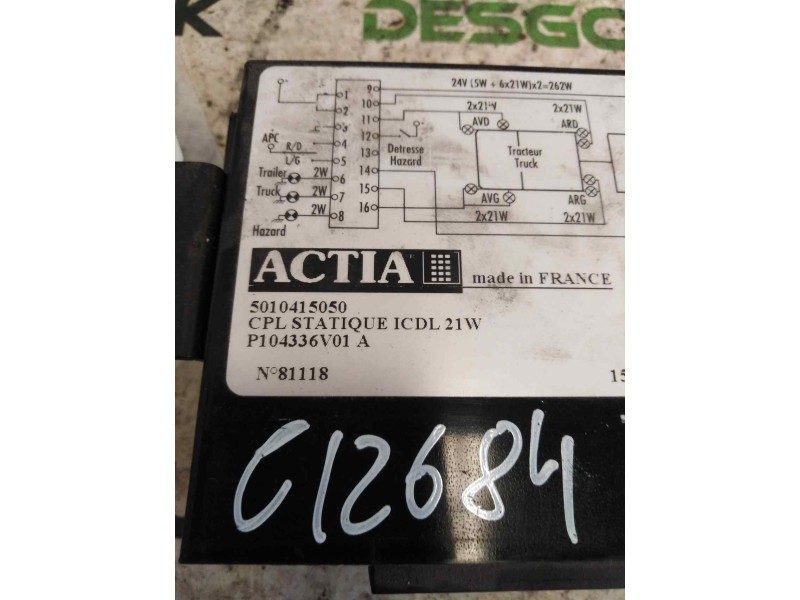 DESGO
24V (5W + 6x21W)x2=262W
1 9
2 10
3 11
4 12
5 13
6 14
7 15
8 16
APC
R/D
L/G
Trailer 2W
Truck 2W
2W
Hazard
Detresse
Hazard
2x21W 2x21W
AVD ARD
Tracteur
Truck
AVG ARG
2x21W 2x21W
ACTIA
made in FRANCE
5010415050
CPL STATIQUE ICDL 21W
P104336V01 A
N°81118
15
C12684